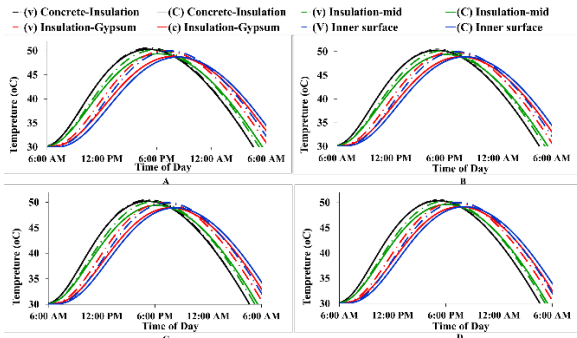 (v) Concrete-Insulation (C) Concrete-Insulation (v) Insulation-mid (C) Insulation-mid
(v) Insulation-Gypsum (c) Insulation-Gypsum (V) Inner surface (C) Inner surface
Tempreture (oC)
50
45
40
35
30
6:00 AM 12:00 PM 6:00 PM 12:00 AM 6:00 AM
Time of Day
A
Tempreture (oC)
50
45
40
35
30
6:00 AM 12:00 PM 6:00 PM 12:00 AM 6:00 AM
Time of Day
B
Tempreture (oC)
50
45
40
35
30
6:00 AM 12:00 PM 6:00 PM 12:00 AM 6:00 AM
Time of Day
Tempreture (oC)
50
45
40
35
30
6:00 AM 12:00 PM 6:00 PM 12:00 AM 6:00 AM
Time of Day